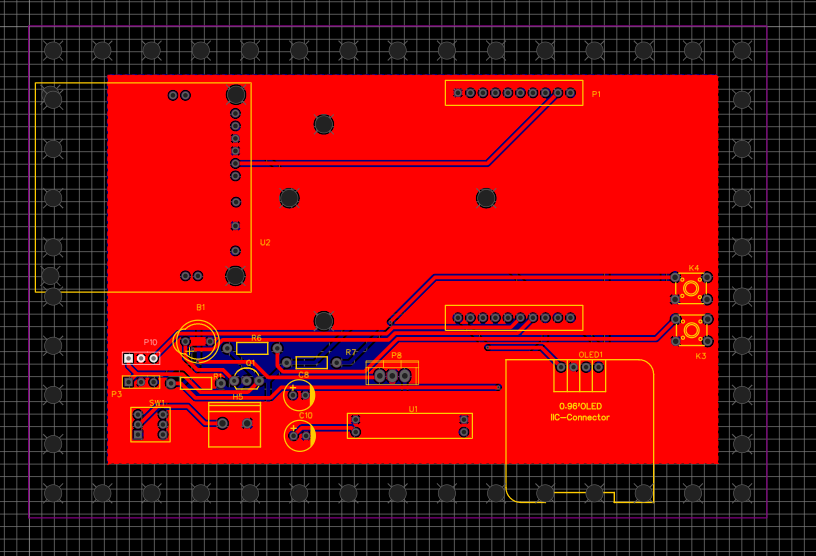 P1
U2
K4
B1
R6
P10
R7
K3
P8
OLED1
R1
Q1
C8
P3
H5
0.96'OLED
SW1
U1
C10
IIC-Connector